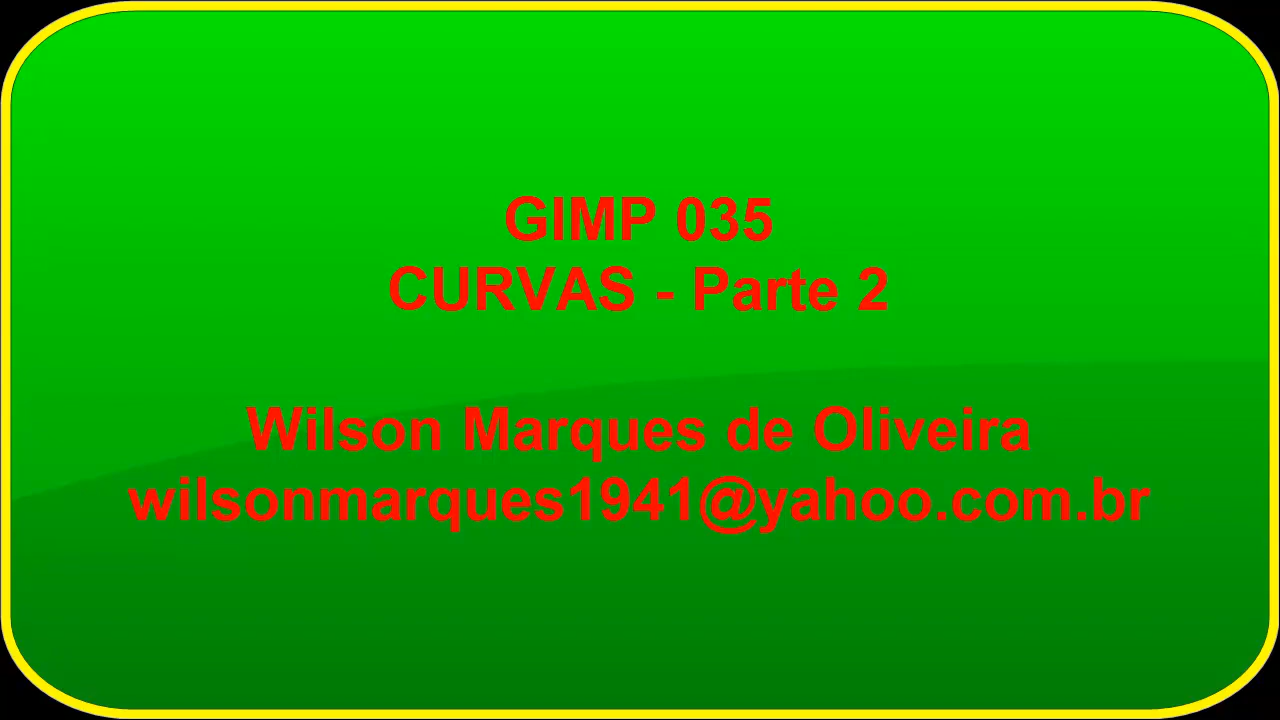 GIMP 035
CURVAS - Parte 2
Wilson Marques de Oliveira
wilsonmarques1941@yahoo.com.br